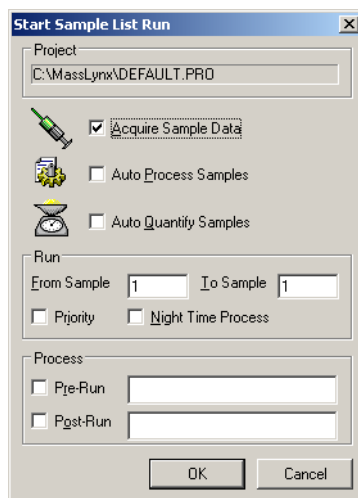 Start Sample List Run
Project
C:\MassLynx\DEFAULT.PRO
Acquire Sample Data
Auto Process Samples
Auto Quantify Samples
Run
From Sample 1 To Sample 1
Priority Night Time Process
Process
Pre-Run
Post-Run
OK Cancel